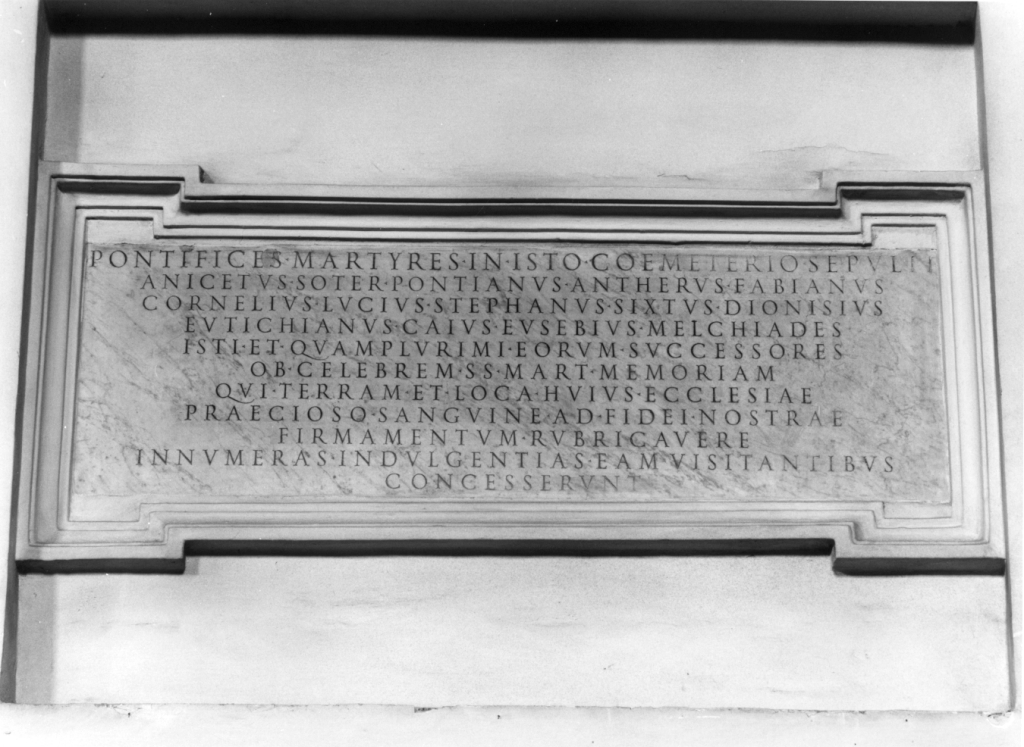 PONTIFICES·MARTYRES·IN·ISTO·COEMETERIO·SEPVLTI
ANICETVS·SOTER·PONTIANVS·ANTHERVS·FABIANVS
CORNELIVS·LVCIVS·STEPHANVS·SIXTVS·DIONISIVS
EVTICHIANVS·CAIVS·EVSEBIVS·MELCHIADES
ISTI·ET·QVAMPLVRIMI·EORVM·SVCCESSORES
OB·CELEBREM·SS·MART·MEMORIAM
QVI·TERRAM·ET·LOCA·HVIVS·ECCLESIAE
PRAECIOSO·SANGVINE·AD·FIDEI·NOSTRAE
FIRMAMENTVM·RVBRICAVERE
INNVMERAS·INDVLGENTIAS·EAM·VISITANTIBVS
CONCESSERVNT